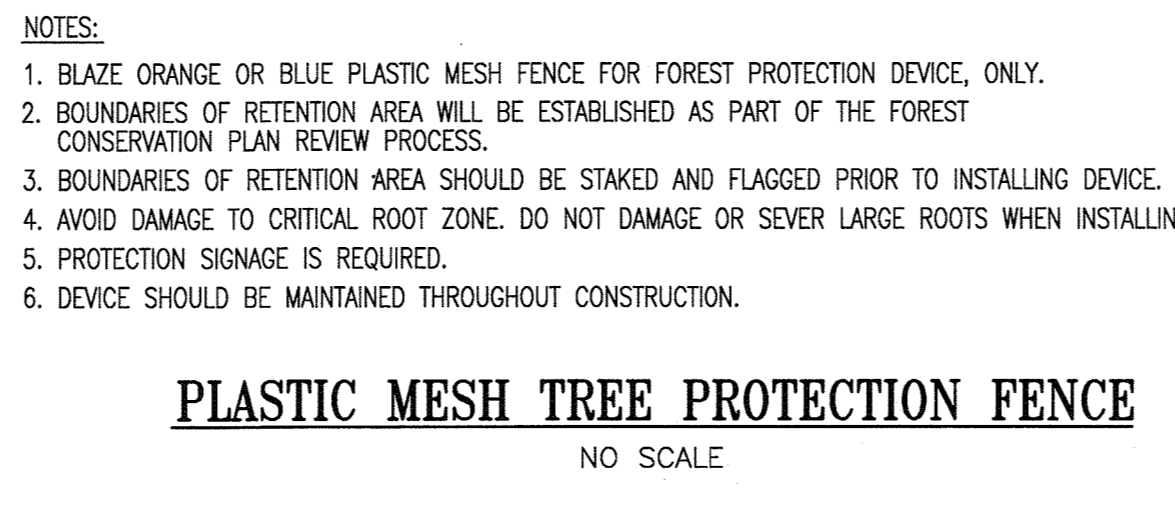 NOTES:
1. BLAZE ORANGE OR BLUE PLASTIC MESH FENCE FOR FOREST PROTECTION DEVICE, ONLY.
2. BOUNDARIES OF RETENTION AREA WILL BE ESTABLISHED AS PART OF THE FOREST
CONSERVATION PLAN REVIEW PROCESS.
3. BOUNDARIES OF RETENTION AREA SHOULD BE STAKED AND FLAGGED PRIOR TO INSTALLING DEVICE.
4. AVOID DAMAGE TO CRITICAL ROOT ZONE. DO NOT DAMAGE OR SEVER LARGE ROOTS WHEN INSTALLIN
5. PROTECTION SIGNAGE IS REQUIRED.
6. DEVICE SHOULD BE MAINTAINED THROUGHOUT CONSTRUCTION.
PLASTIC MESH TREE PROTECTION FENCE
NO SCALE